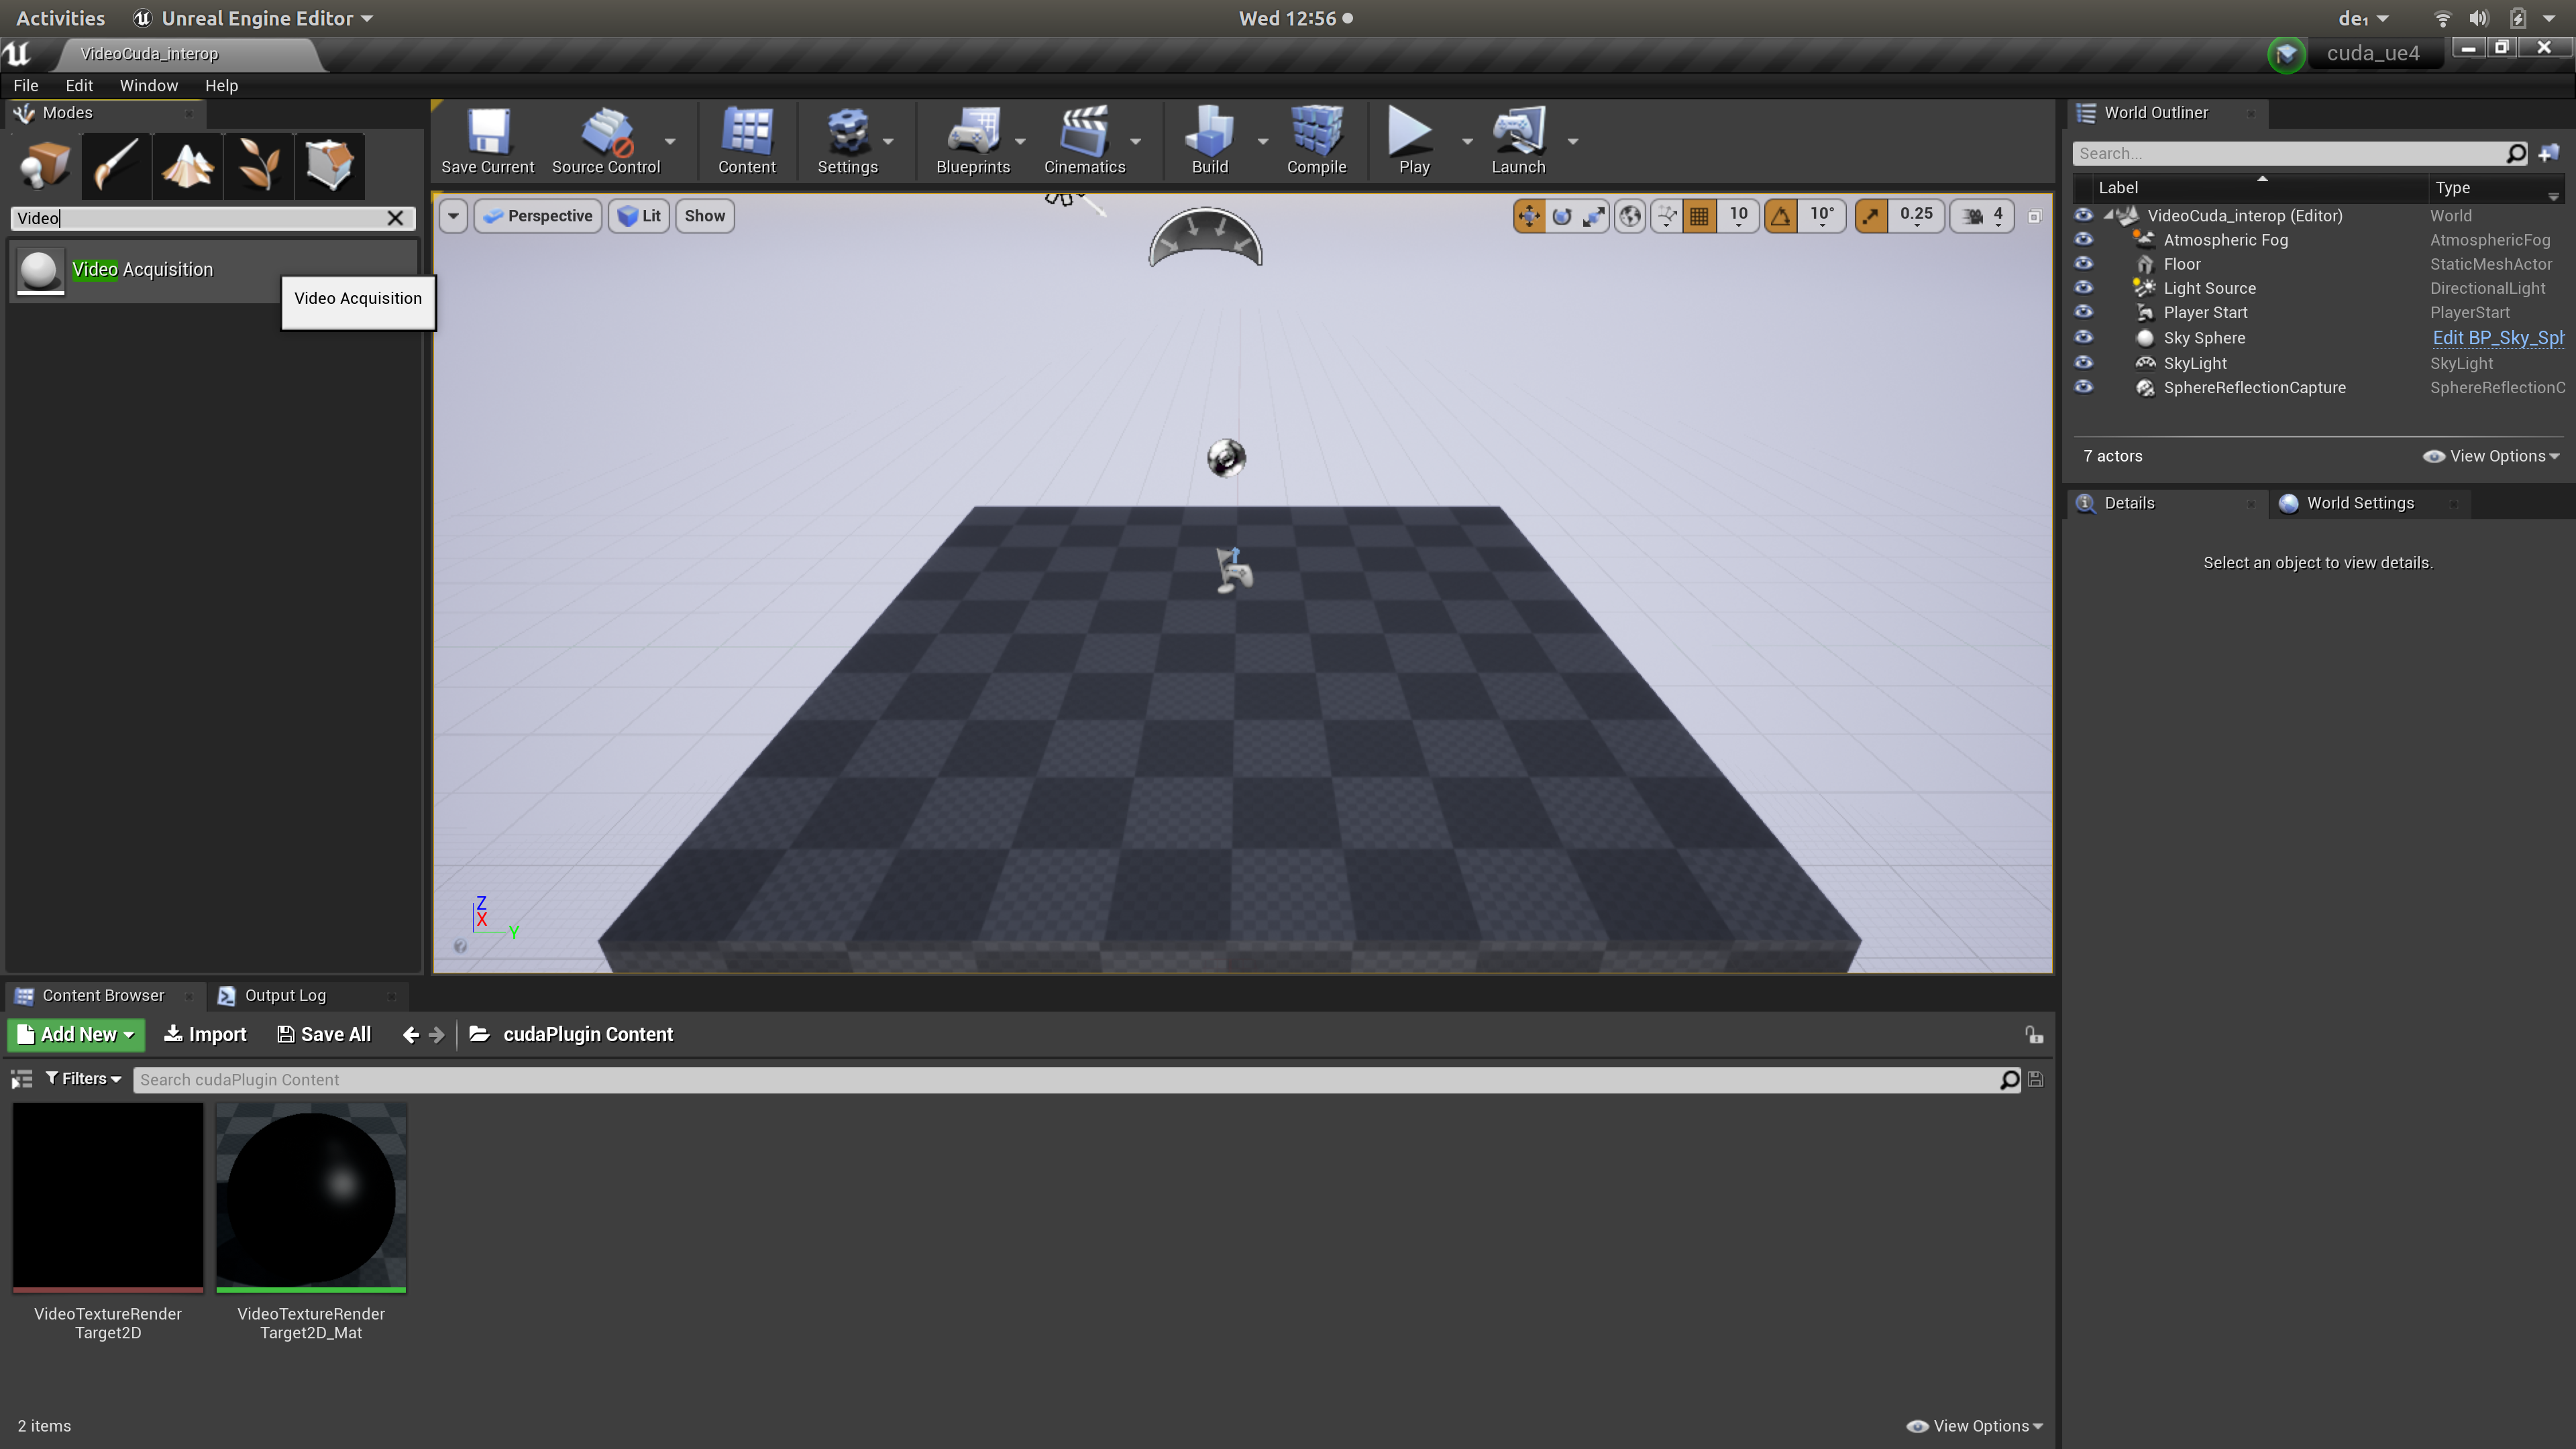 Activities Unreal Engine Editor Wed 12:56 de₁
VideoCuda_interop cuda_ue4
File Edit Window Help
Modes
Video
Video Acquisition
Video Acquisition
Save Current Source Control Content Settings Blueprints Cinematics Build Compile Play Launch
Perspective Lit Show 10 10° 0.25 4
Z
X
Y
World Outliner
Search...
Label Type
VideoCuda_interop (Editor) World
Atmospheric Fog AtmosphericFog
Floor StaticMeshActor
Light Source DirectionalLight
Player Start PlayerStart
Sky Sphere Edit BP_Sky_Sph
SkyLight SkyLight
SphereReflectionCapture SphereReflectionC
7 actors View Options
Details World Settings
Select an object to view details.
Content Browser Output Log
Add New Import Save All cudaPlugin Content
Filters Search cudaPlugin Content
VideoTextureRender
Target2D
VideoTextureRender
Target2D_Mat
2 items View Options